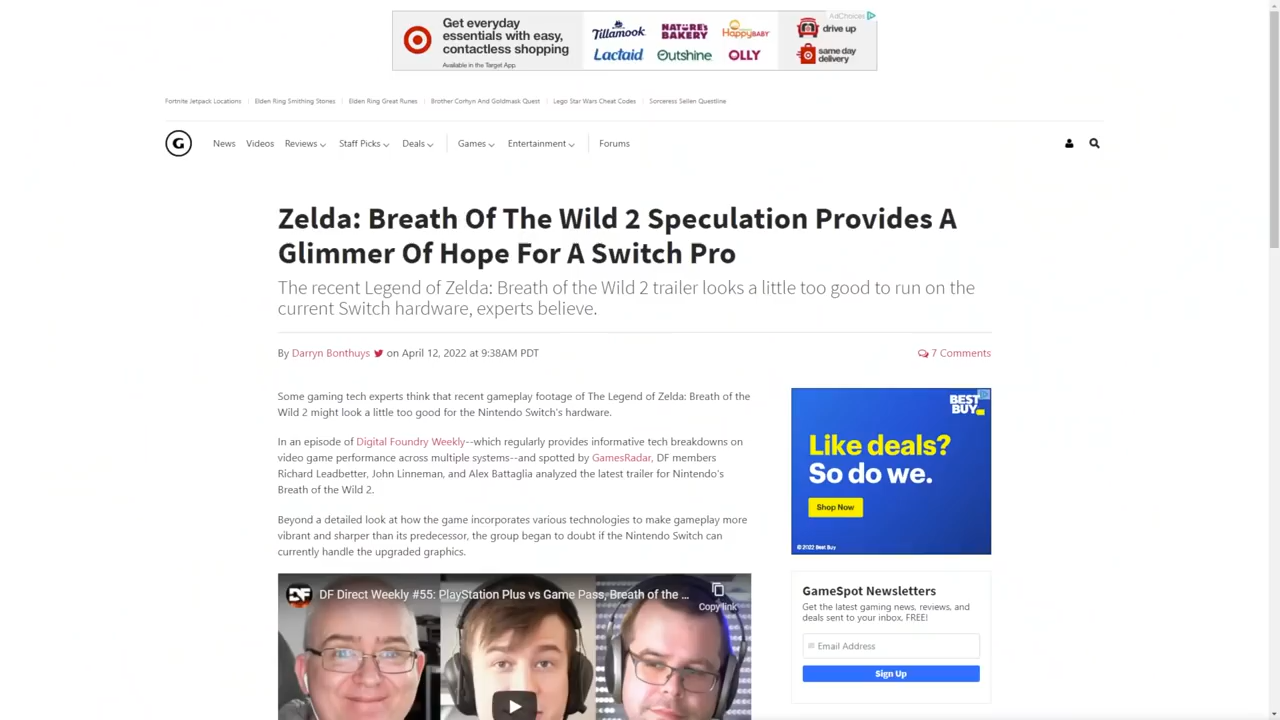 Get everyday
essentials with easy,
contactless shopping
Available in the Target App.
Tillamook
NATURE'S BAKERY
HappyBABY
Lactaid
Outshine
OLLY
AdChoices
drive up
same day
delivery
Fortnite Jetpack Locations
Elden Ring Smithing Stones
Elden Ring Great Runes
Brother Corhyn And Goldmask Quest
Lego Star Wars Cheat Codes
Sorceress Sellen Questline
G
News
Videos
Reviews
Staff Picks
Deals
Games
Entertainment
Forums
Zelda: Breath Of The Wild 2 Speculation Provides A
Glimmer Of Hope For A Switch Pro
The recent Legend of Zelda: Breath of the Wild 2 trailer looks a little too good to run on the
current Switch hardware, experts believe.
By Darryn Bonthuys on April 12, 2022 at 9:38AM PDT
7 Comments
Some gaming tech experts think that recent gameplay footage of The Legend of Zelda: Breath of the
Wild 2 might look a little too good for the Nintendo Switch's hardware.
In an episode of Digital Foundry Weekly--which regularly provides informative tech breakdowns on
video game performance across multiple systems--and spotted by GamesRadar, DF members
Richard Leadbetter, John Linneman, and Alex Battaglia analyzed the latest trailer for Nintendo's
Breath of the Wild 2.
Beyond a detailed look at how the game incorporates various technologies to make gameplay more
vibrant and sharper than its predecessor, the group began to doubt if the Nintendo Switch can
currently handle the upgraded graphics.
DF
DF Direct Weekly #55: PlayStation Plus vs Game Pass, Breath of the ...
Copy link
BEST BUY
Like deals?
So do we.
Shop Now
© 2022 Best Buy
GameSpot Newsletters
Get the latest gaming news, reviews, and
deals sent to your inbox, FREE!
Email Address
Sign Up